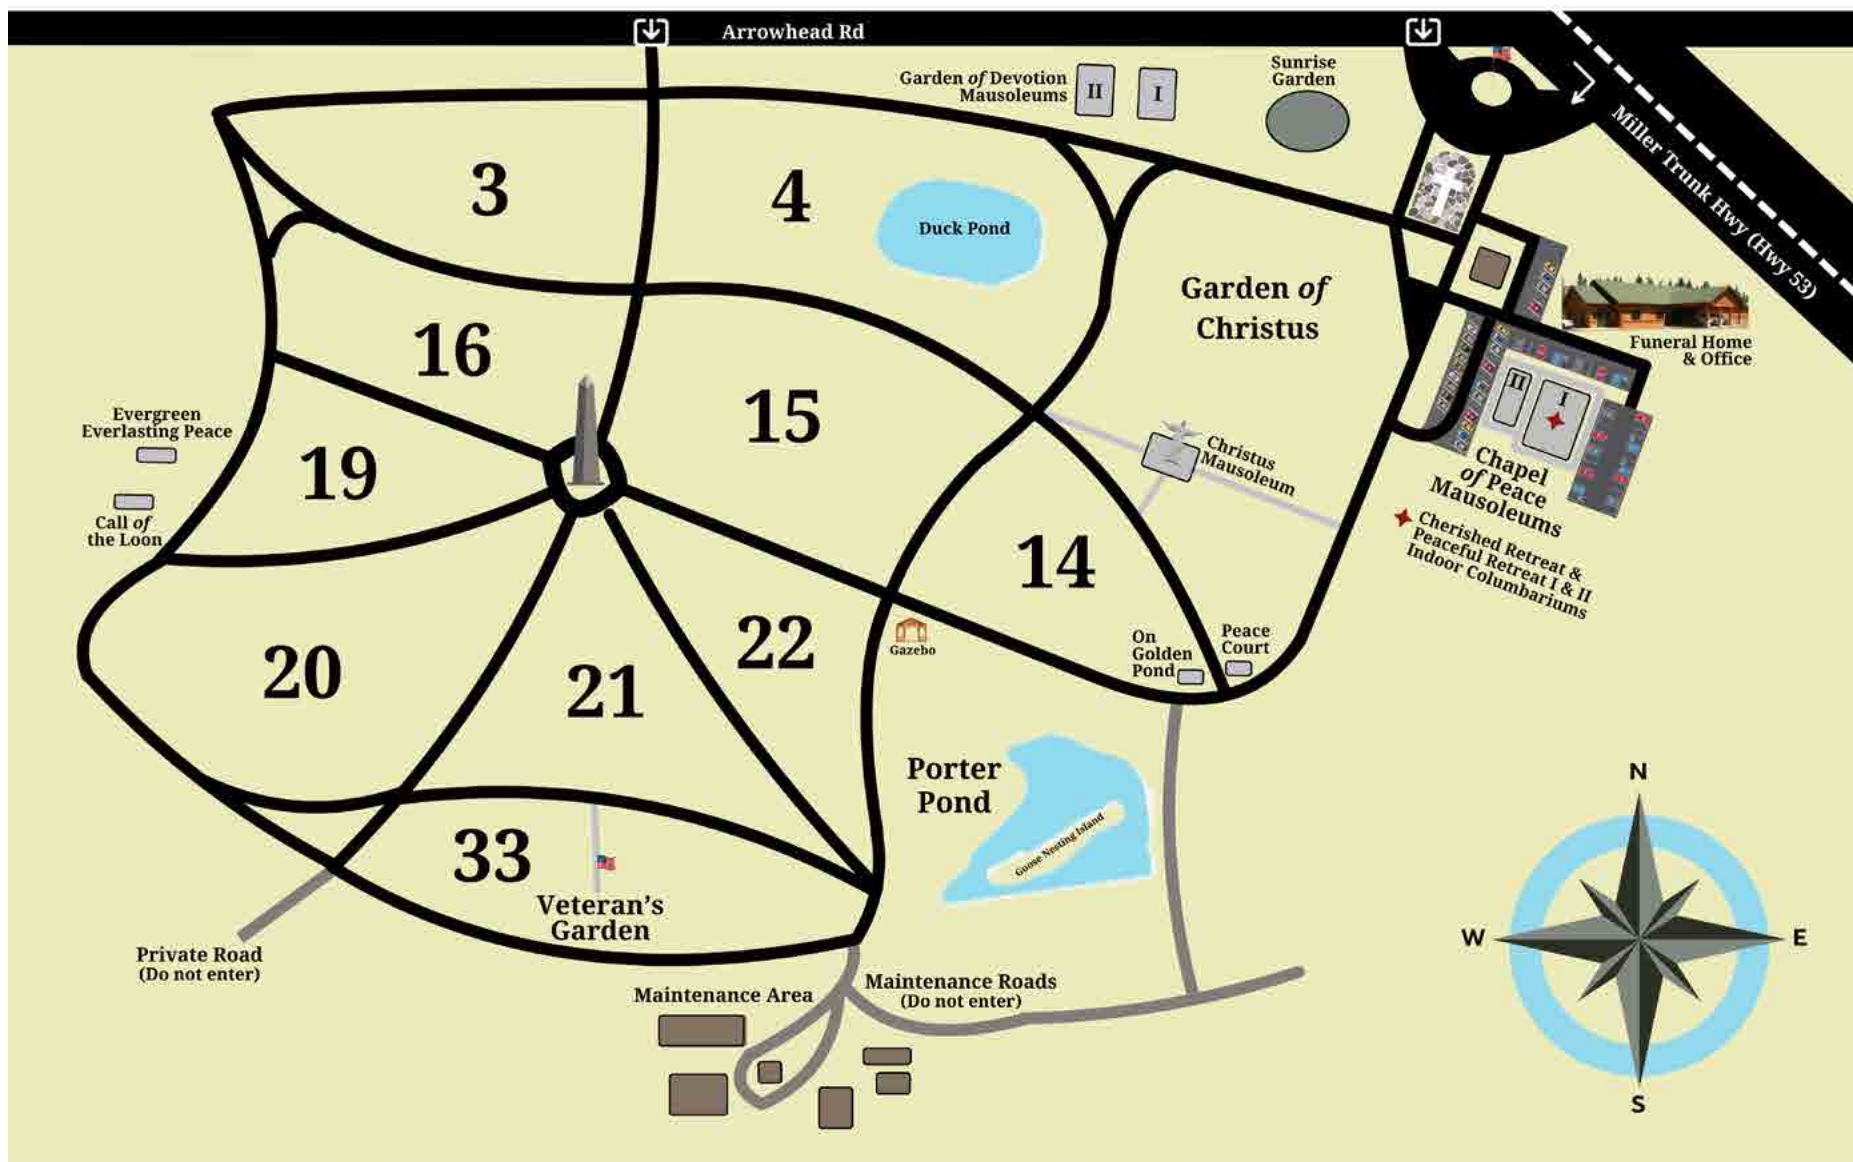 Arrowhead Rd
Garden of Devotion
Mausoleums
II
I
Sunrise
Garden
Miller Trunk Hwy (Hwy 53)
3
4
Duck Pond
Garden of
Christus
Funeral Home
& Office
16
15
II
I
Evergreen
Everlasting Peace
19
Christus
Mausoleum
Chapel
of Peace
Mausoleums
Call of
the Loon
Cherished Retreat &
Peaceful Retreat I & II
Indoor Columbariums
14
20
21
22
Gazebo
On
Golden
Pond
Peace
Court
Porter
Pond
Goose Nesting Island
33
Veteran's
Garden
Private Road
(Do not enter)
Maintenance Area
Maintenance Roads
(Do not enter)
N
W
E
S